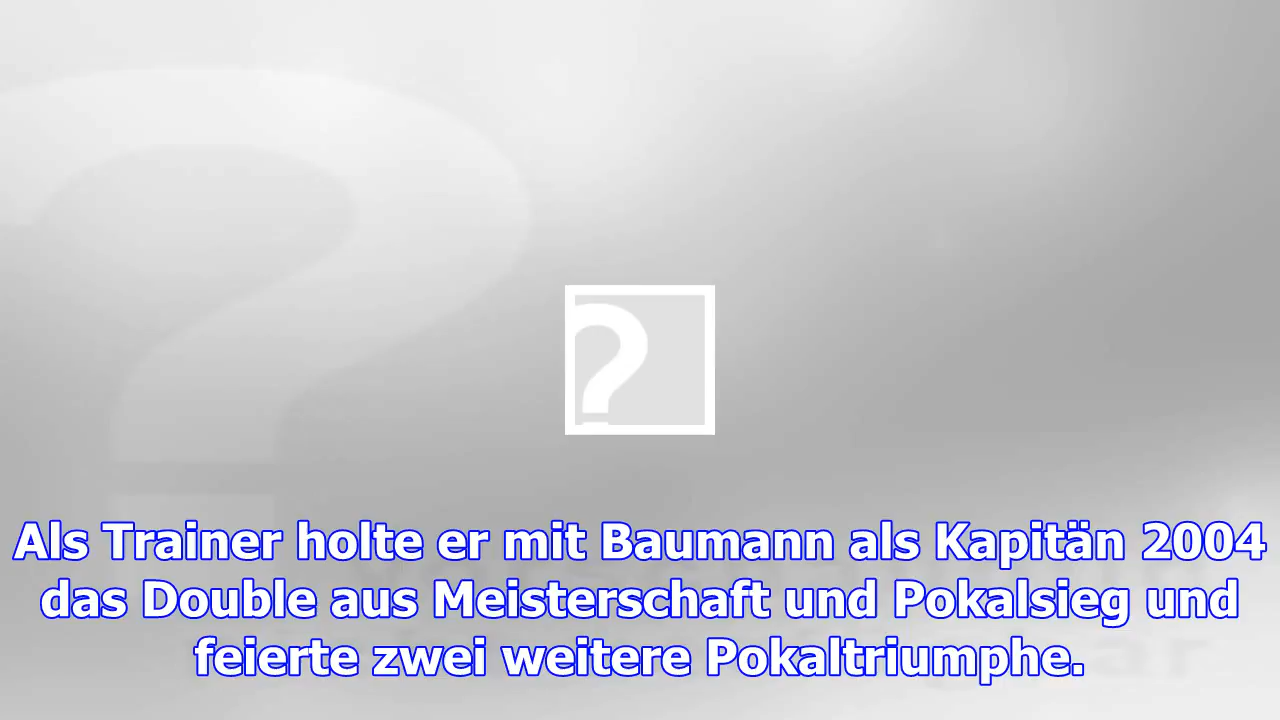 Als Trainer holte er mit Baumann als Kapitän 2004
das Double aus Meisterschaft und Pokalsieg und
feierte zwei weitere Pokaltriumphe.